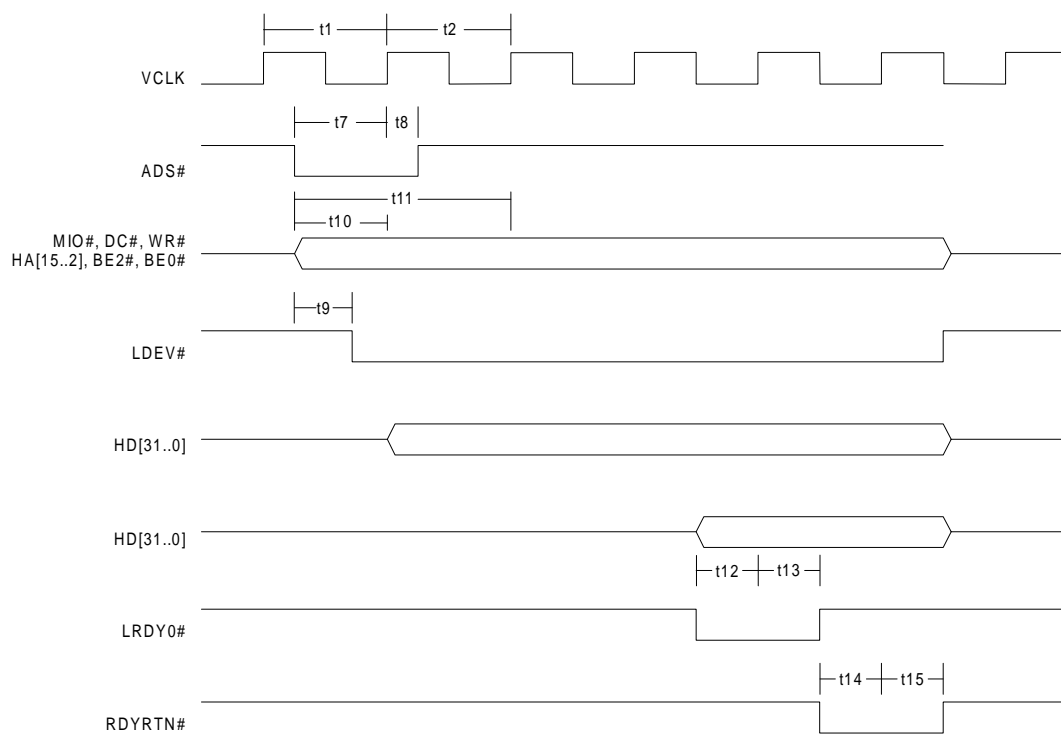 t1 t2
VCLK
t7 t8
ADS#
t11
t10
MIO#, DC#, WR#
HA[15..2], BE2#, BE0#
t9
LDEV#
HD[31..0]
HD[31..0]
t12 t13
LRDY0#
t14 t15
RDYRTN#